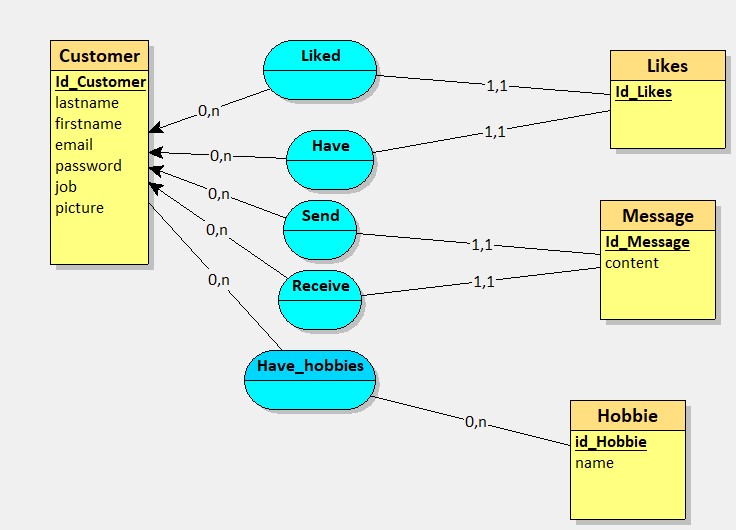 Customer
Id_Customer
lastname
firstname
email
password
job
picture
Liked
0,n
1,1
Have
0,n
1,1
Send
0,n
1,1
Receive
0,n
1,1
Have_hobbies
0,n
0,n
Likes
Id_Likes
Message
Id_Message
content
Hobbie
id_Hobbie
name